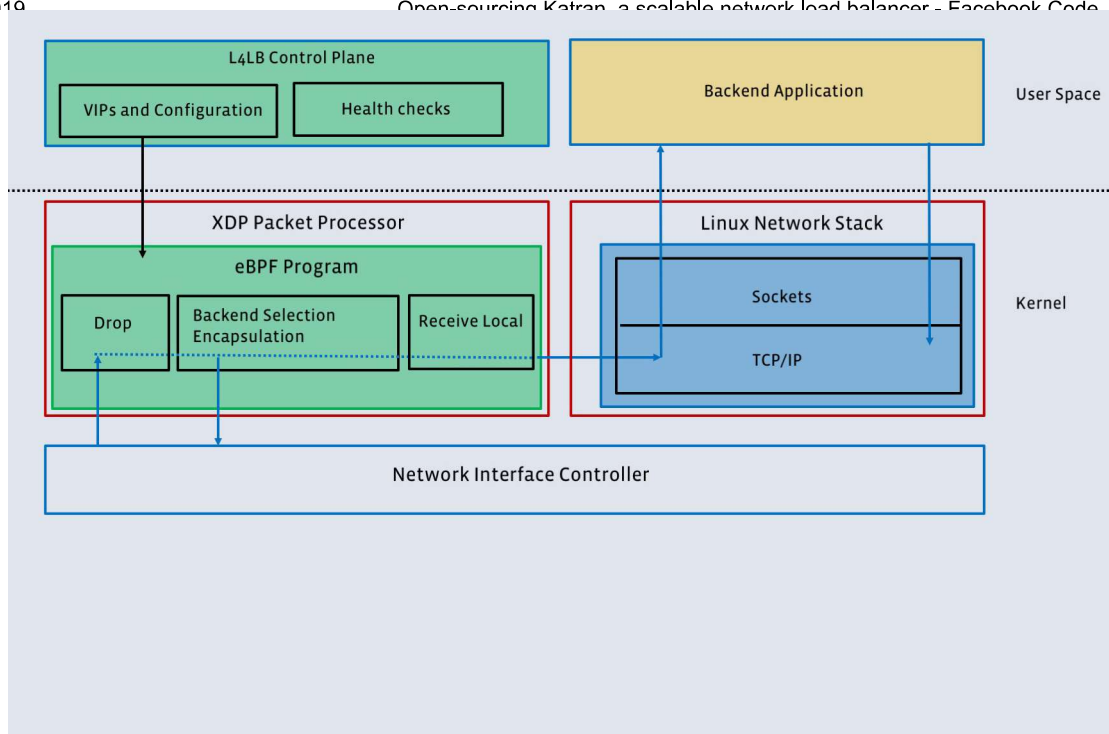 019
Open-sourcing Katran, a scalable network load balancer - Facebook Code
L4LB Control Plane
VIPs and Configuration
Health checks
Backend Application
User Space
XDP Packet Processor
eBPF Program
Drop
Backend Selection
Encapsulation
Receive Local
Linux Network Stack
Sockets
TCP/IP
Kernel
Network Interface Controller